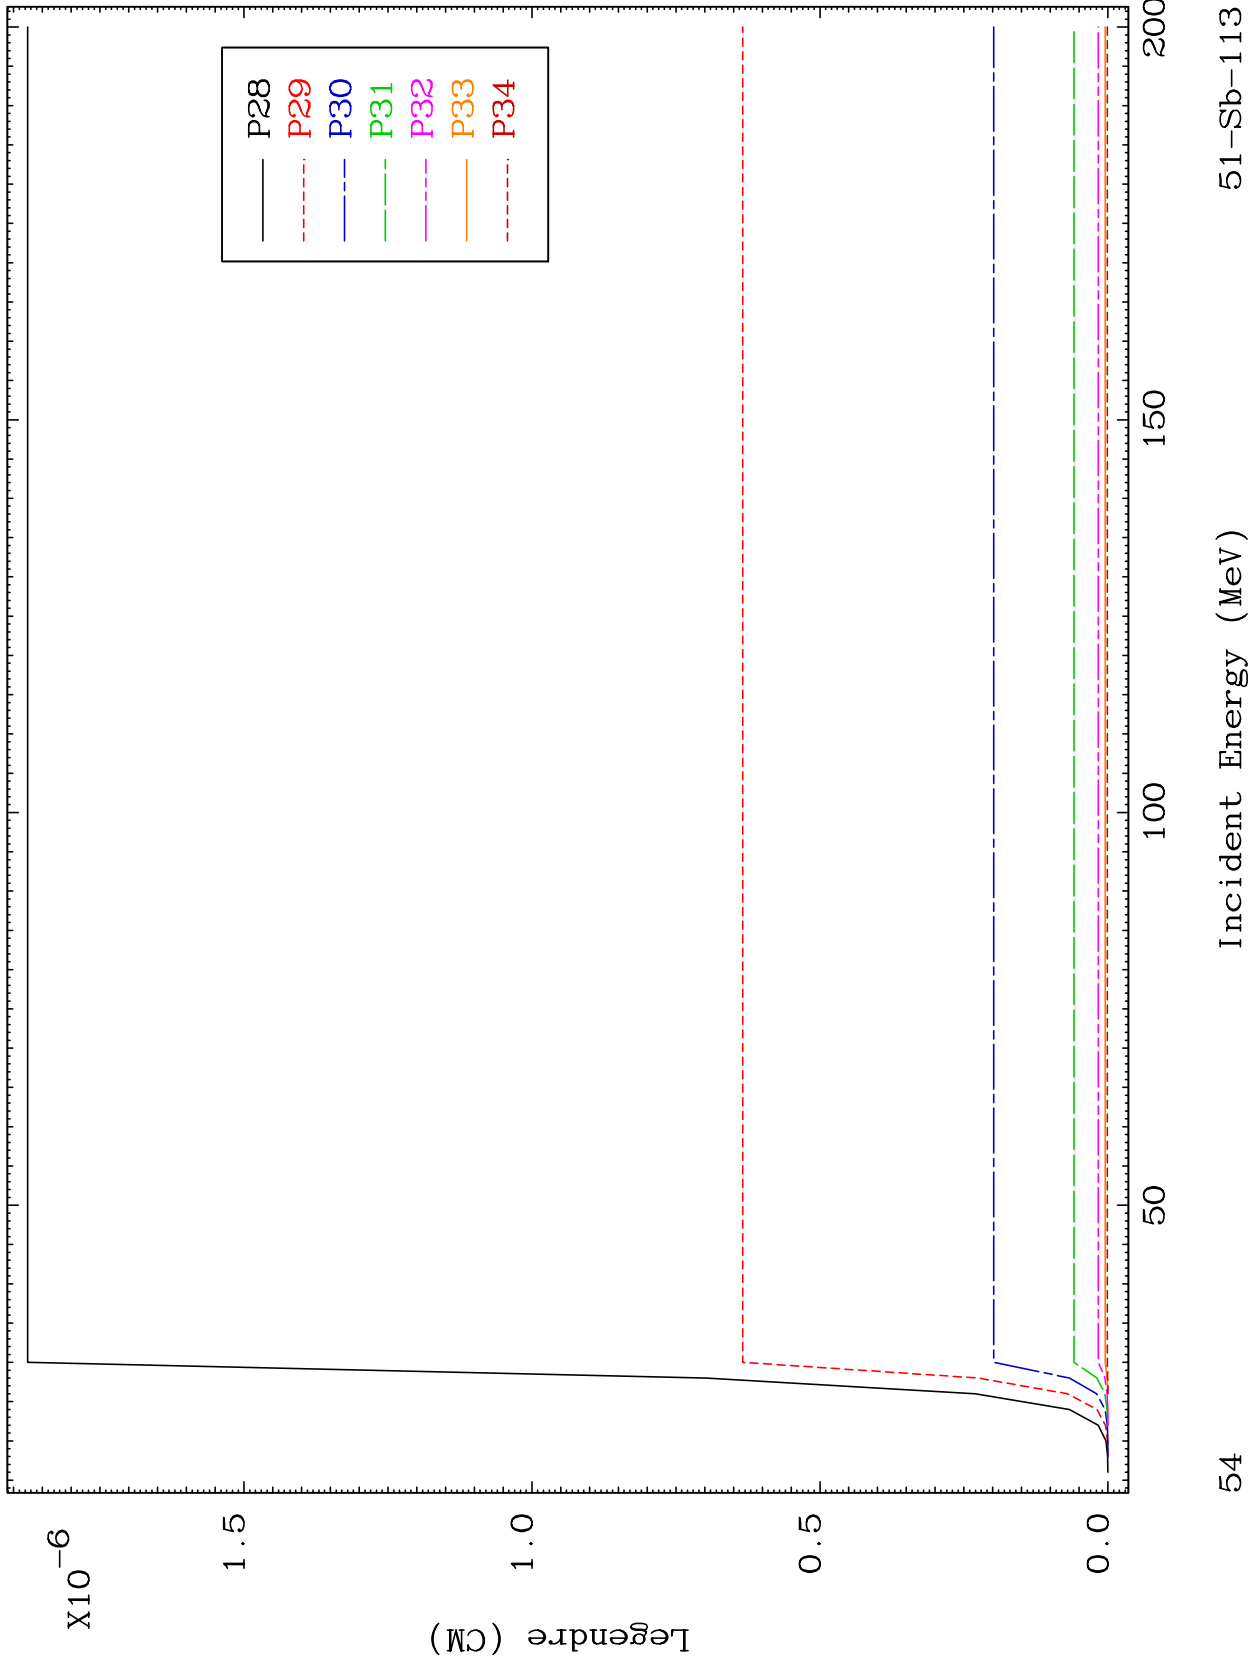 X10-6
Legendre (CM)
1.5
1.0
0.5
0.0
P28
P29
P30
P31
P32
P33
P34
50
100
150
200
Incident Energy (MeV)
54
51-Sb-113